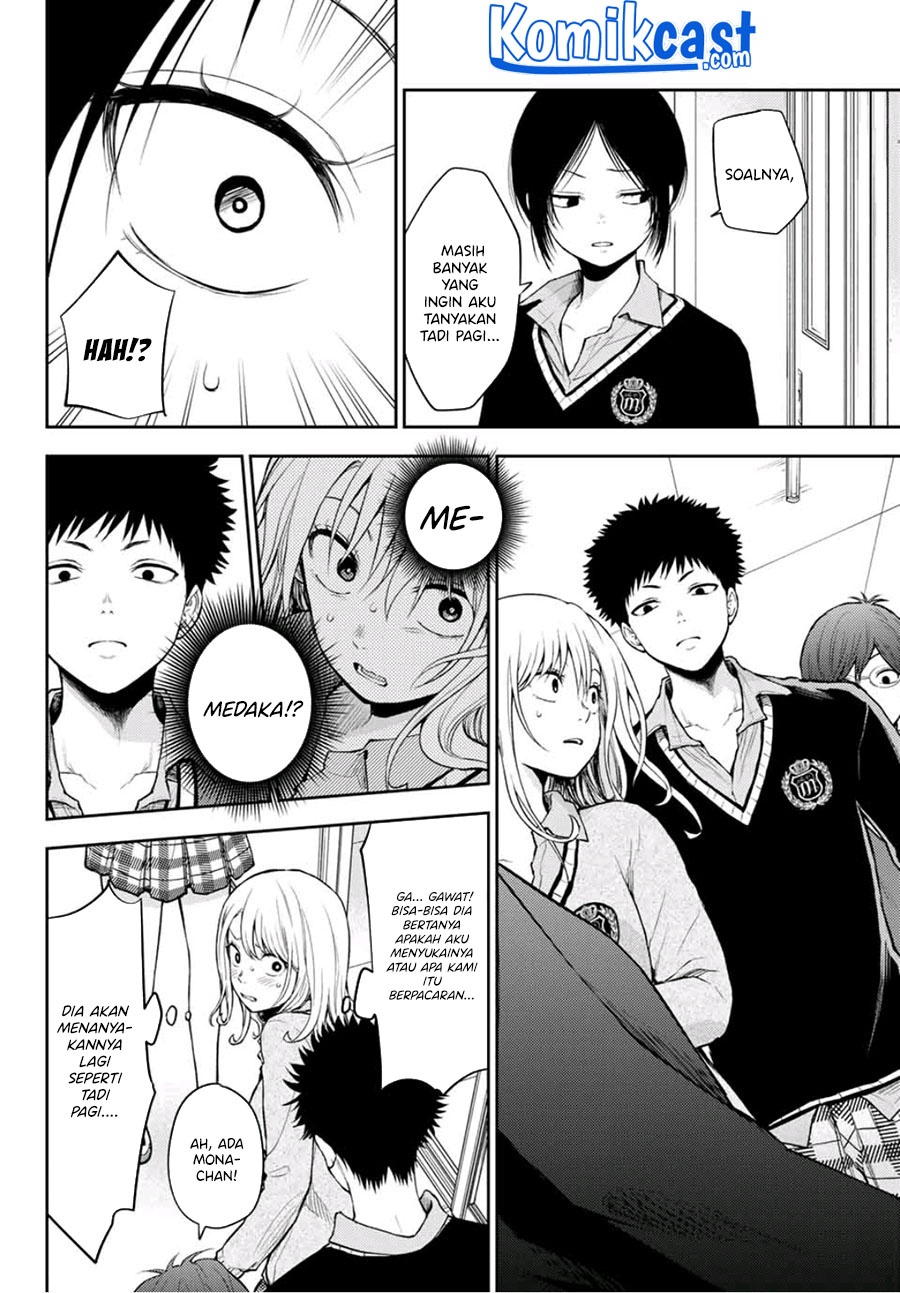 Komikcast
.com
SOALNYA,
MASIH
BANYAK
YANG
INGIN AKU
TANYAKAN
TADI PAGI...
HAH!?
ME-
MEDAKA!?
GA... GAWAT!
BISA-BISA DIA
BERTANYA
APAKAH AKU
MENYUKAINYA
ATAU APA KAMI
ITU
BERPACARAN...
DIA AKAN
MENANYA-
KANNYA
LAGI
SEPERTI
TADI
PAGI....
AH, ADA
MONA-
CHAN!
m
m